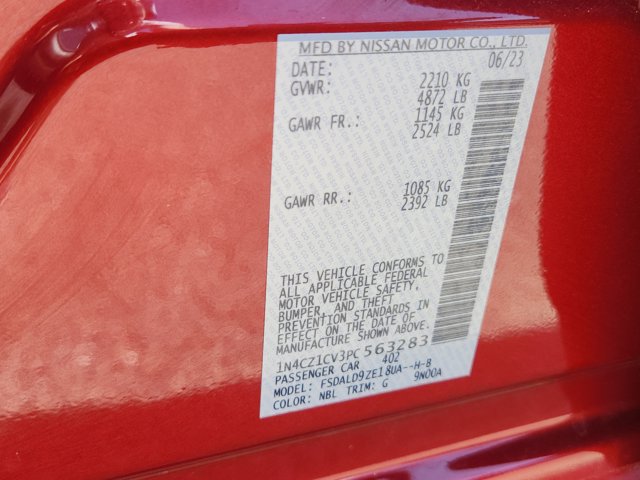 MFD BY NISSAN MOTOR CO., LTD.
DATE: 06/23
GVWR: 2210 KG
4872 LB
GAWR FR.: 1145 KG
2524 LB
GAWR RR.: 1085 KG
2392 LB
THIS VEHICLE CONFORMS TO
ALL APPLICABLE FEDERAL
MOTOR VEHICLE SAFETY,
BUMPER, AND THEFT
PREVENTION STANDARDS IN
EFFECT ON THE DATE OF
MANUFACTURE SHOWN ABOVE.
1N4CZ1CV3PC563283
PASSENGER CAR 402
MODEL: FSDALD9ZE18UA--H-B
COLOR: NBL TRIM: G 9N00A